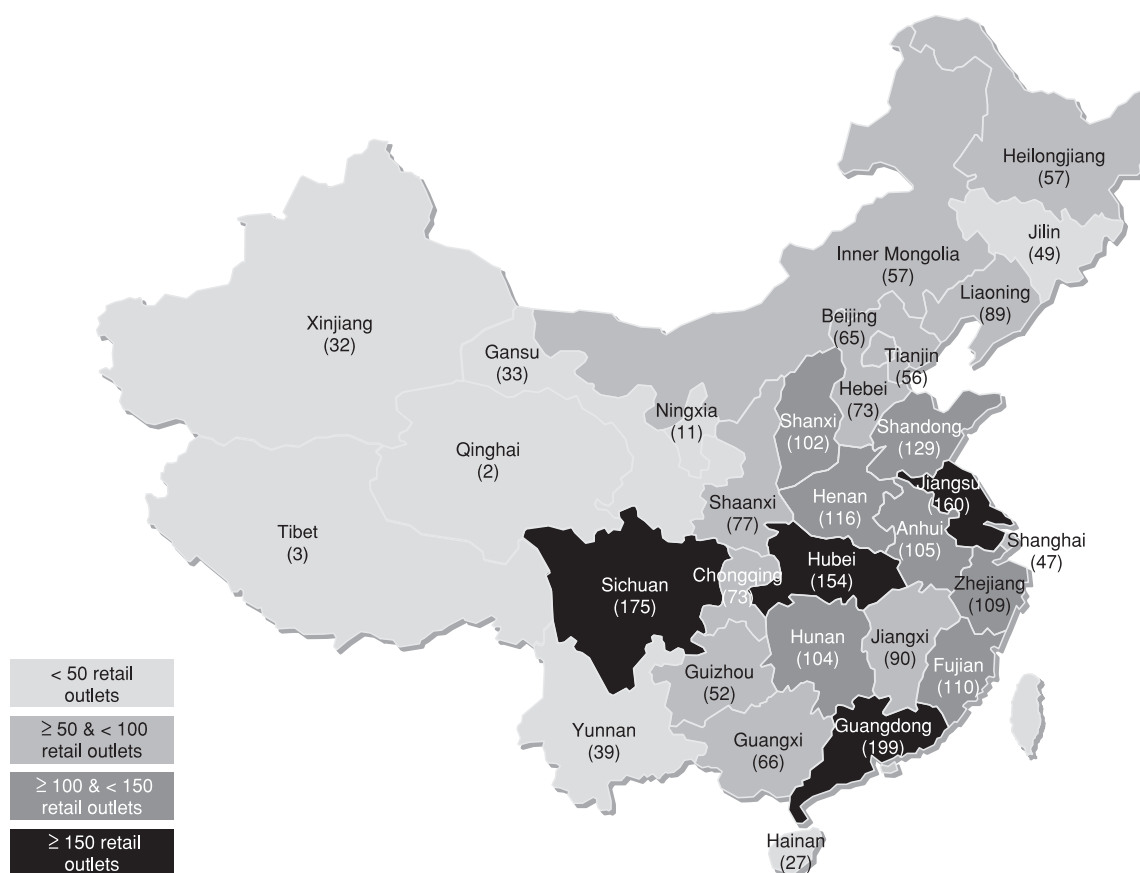 Heilongjiang
(57)
Jilin
(49)
Inner Mongolia
(57)
Liaoning
(89)
Beijing
(65)
Xinjiang
(32)
Gansu
(33)
Tianjin
(56)
Hebei
(73)
Ningxia
(11)
Shanxi
(102)
Shandong
(129)
Qinghai
(2)
Jiangsu
(160)
Shaanxi
(77)
Henan
(116)
Anhui
(105)
Tibet
(3)
Shanghai
(47)
Sichuan
(175)
Chongqing
(73)
Hubei
(154)
Zhejiang
(109)
Hunan
(104)
Jiangxi
(90)
Guizhou
(52)
Fujian
(110)
Yunnan
(39)
Guangxi
(66)
Guangdong
(199)
Hainan
(27)
< 50 retail
outlets
≥ 50 & < 100
retail outlets
≥ 100 & < 150
retail outlets
≥ 150 retail
outlets